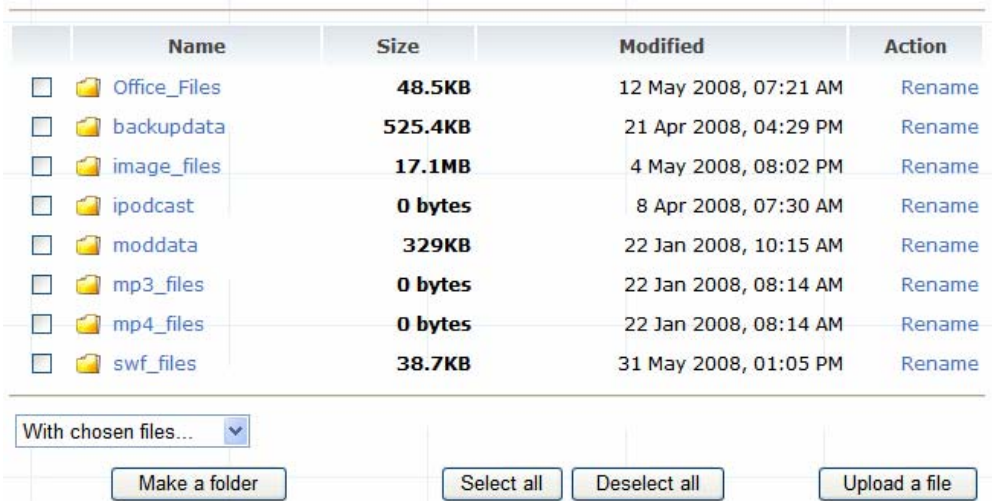 Name Size Modified Action
Office_Files 48.5KB 12 May 2008, 07:21 AM Rename
backupdata 525.4KB 21 Apr 2008, 04:29 PM Rename
image_files 17.1MB 4 May 2008, 08:02 PM Rename
ipodcast 0 bytes 8 Apr 2008, 07:30 AM Rename
moddata 329KB 22 Jan 2008, 10:15 AM Rename
mp3_files 0 bytes 22 Jan 2008, 08:14 AM Rename
mp4_files 0 bytes 22 Jan 2008, 08:14 AM Rename
swf_files 38.7KB 31 May 2008, 01:05 PM Rename
With chosen files...
Make a folder Select all Deselect all Upload a file